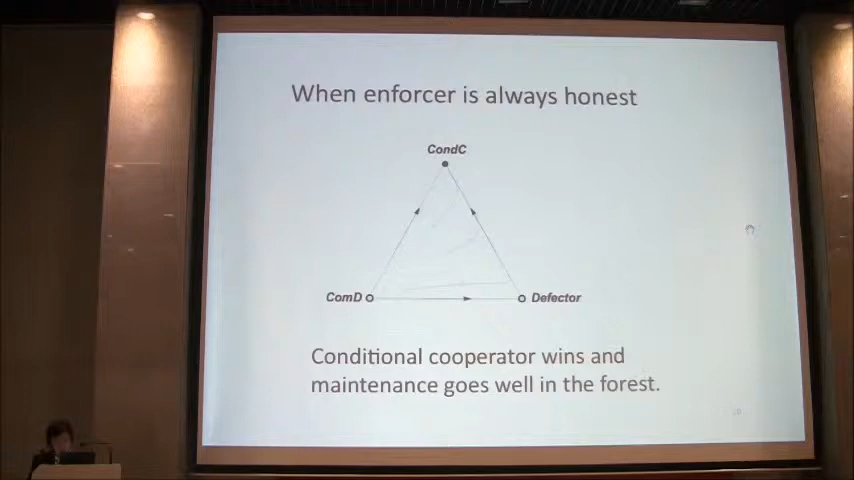 When enforcer is always honest
CondC
ComD
Defector
Conditional cooperator wins and
maintenance goes well in the forest.